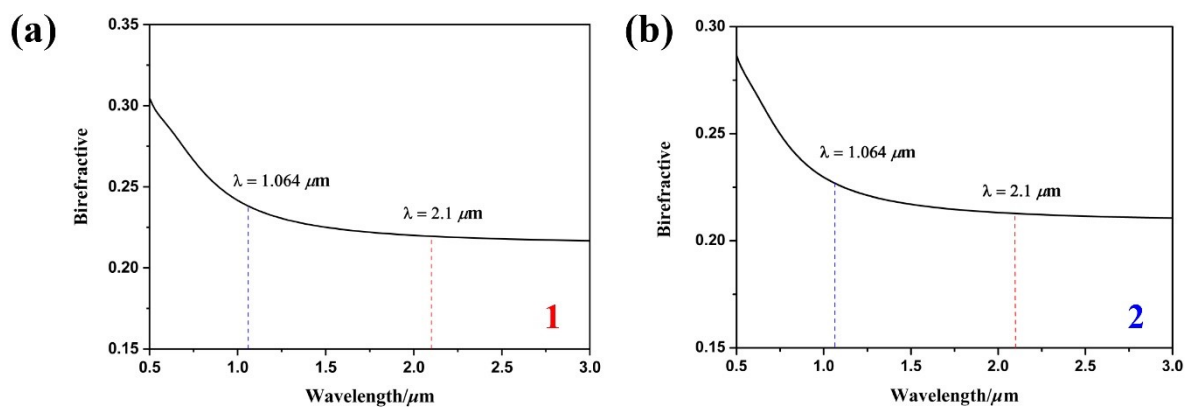 (a)
0.35
0.30
0.25
0.20
0.15
Birefractive
λ = 1.064 μm
λ = 2.1 μm
1
0.5 1.0 1.5 2.0 2.5 3.0
Wavelength/μm
(b)
0.30
0.25
0.20
0.15
Birefractive
λ = 1.064 μm
λ = 2.1 μm
2
0.5 1.0 1.5 2.0 2.5 3.0
Wavelength/μm